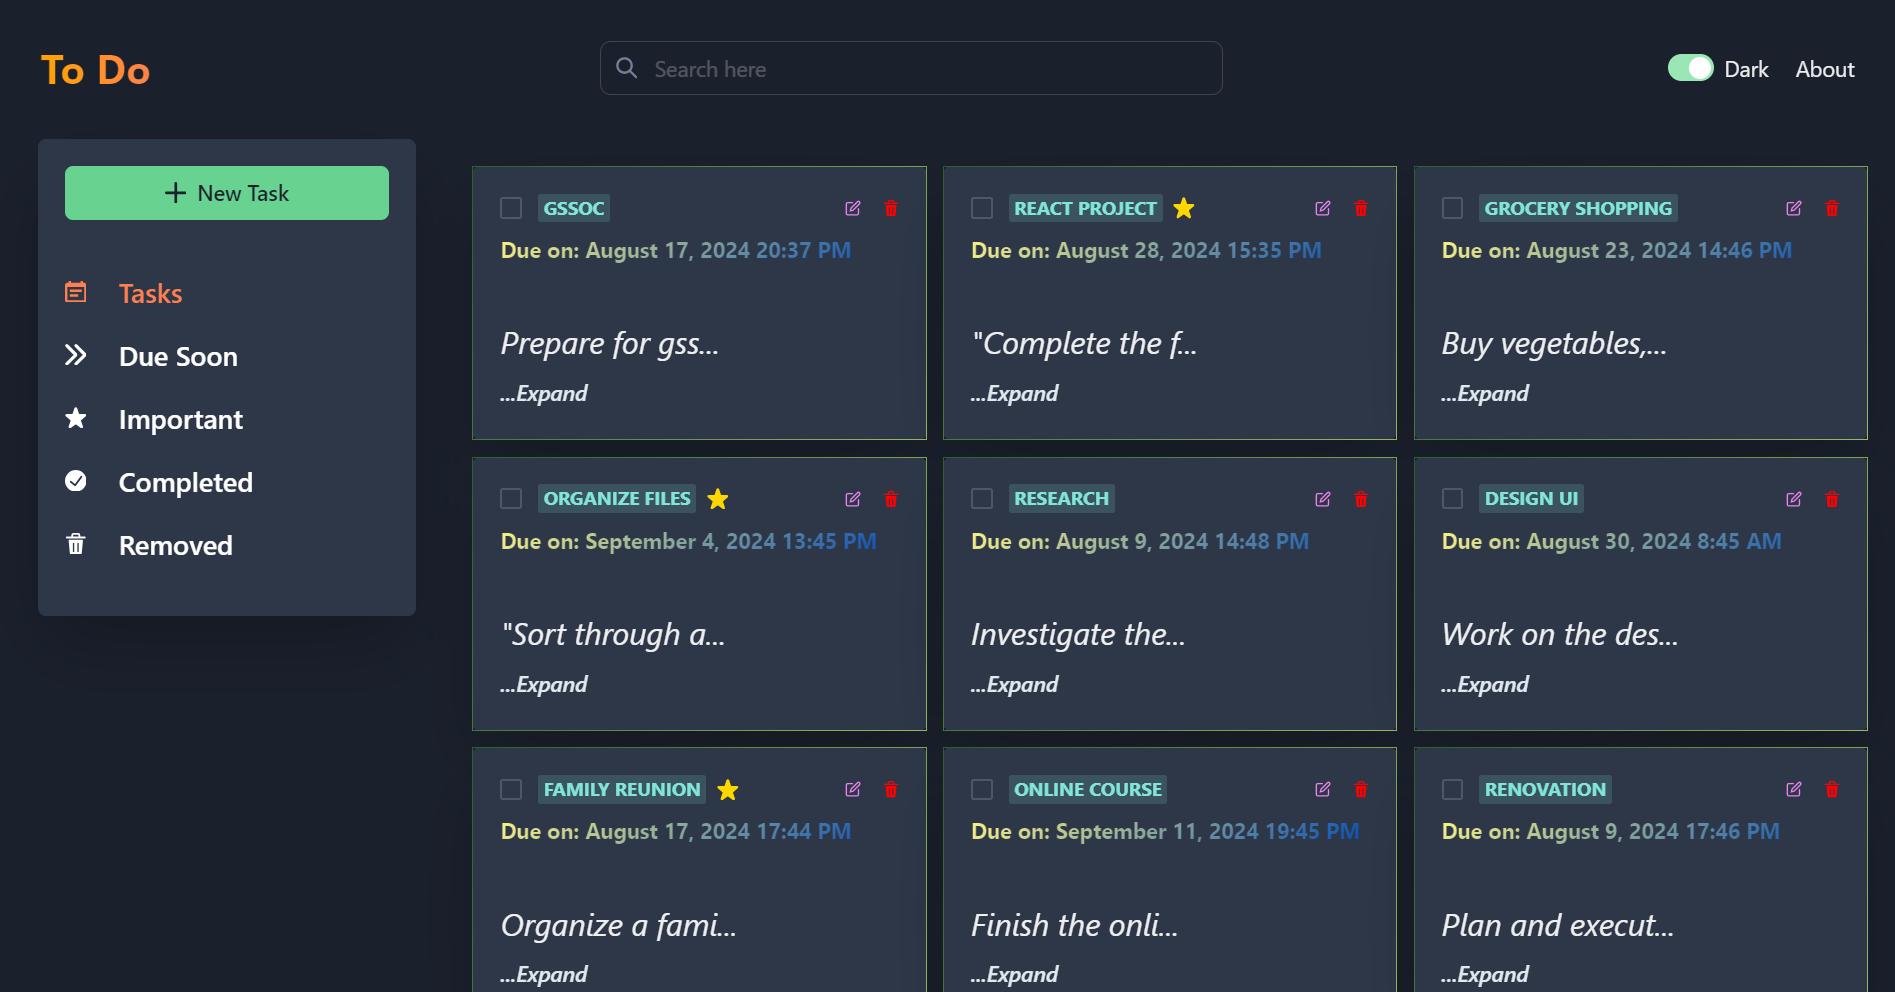 To Do
Search here
Dark
About
New Task
Tasks
Due Soon
Important
Completed
Removed
GSSOC
Due on: August 17, 2024 20:37 PM
Prepare for gss...
...Expand
REACT PROJECT
Due on: August 28, 2024 15:35 PM
"Complete the f...
...Expand
GROCERY SHOPPING
Due on: August 23, 2024 14:46 PM
Buy vegetables,...
...Expand
ORGANIZE FILES
Due on: September 4, 2024 13:45 PM
"Sort through a...
...Expand
RESEARCH
Due on: August 9, 2024 14:48 PM
Investigate the...
...Expand
DESIGN UI
Due on: August 30, 2024 8:45 AM
Work on the des...
...Expand
FAMILY REUNION
Due on: August 17, 2024 17:44 PM
Organize a fami...
...Expand
ONLINE COURSE
Due on: September 11, 2024 19:45 PM
Finish the onli...
...Expand
RENOVATION
Due on: August 9, 2024 17:46 PM
Plan and execut...
...Expand